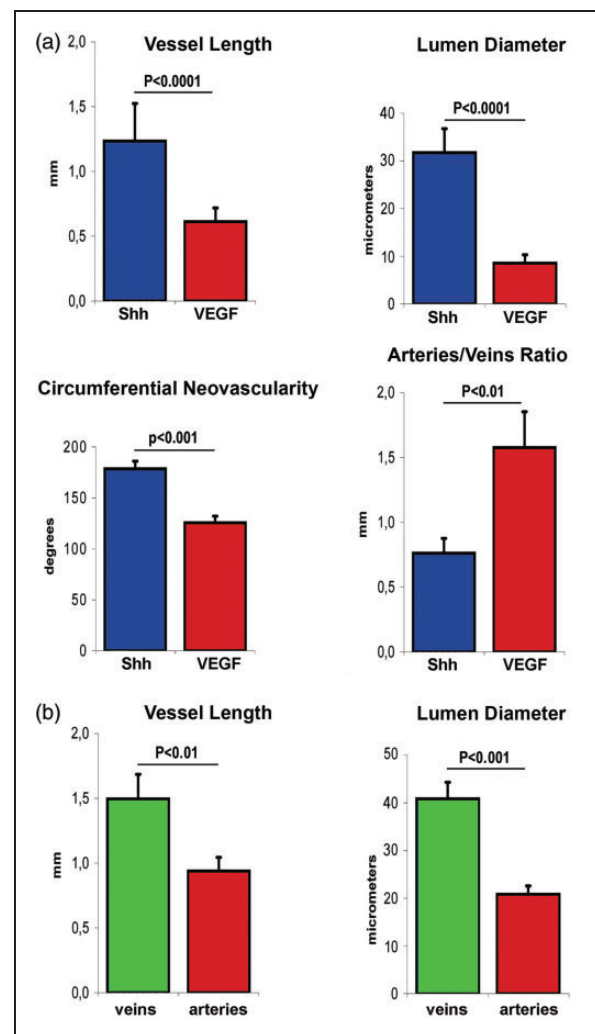 (a)
Vessel Length
2,0
1,5
1,0
0,5
0,0
mm
P<0.0001
Shh VEGF
Lumen Diameter
40
30
20
10
0
micrometers
P<0.0001
Shh VEGF
Circumferential Neovascularity
200
150
100
50
0
degrees
p<0.001
Shh VEGF
Arteries/Veins Ratio
2,0
1,5
1,0
0,5
0,0
mm
P<0.01
Shh VEGF
(b)
Vessel Length
2,0
1,5
1,0
0,5
0,0
mm
P<0.01
veins arteries
Lumen Diameter
50
40
30
20
10
0
micrometers
P<0.001
veins arteries